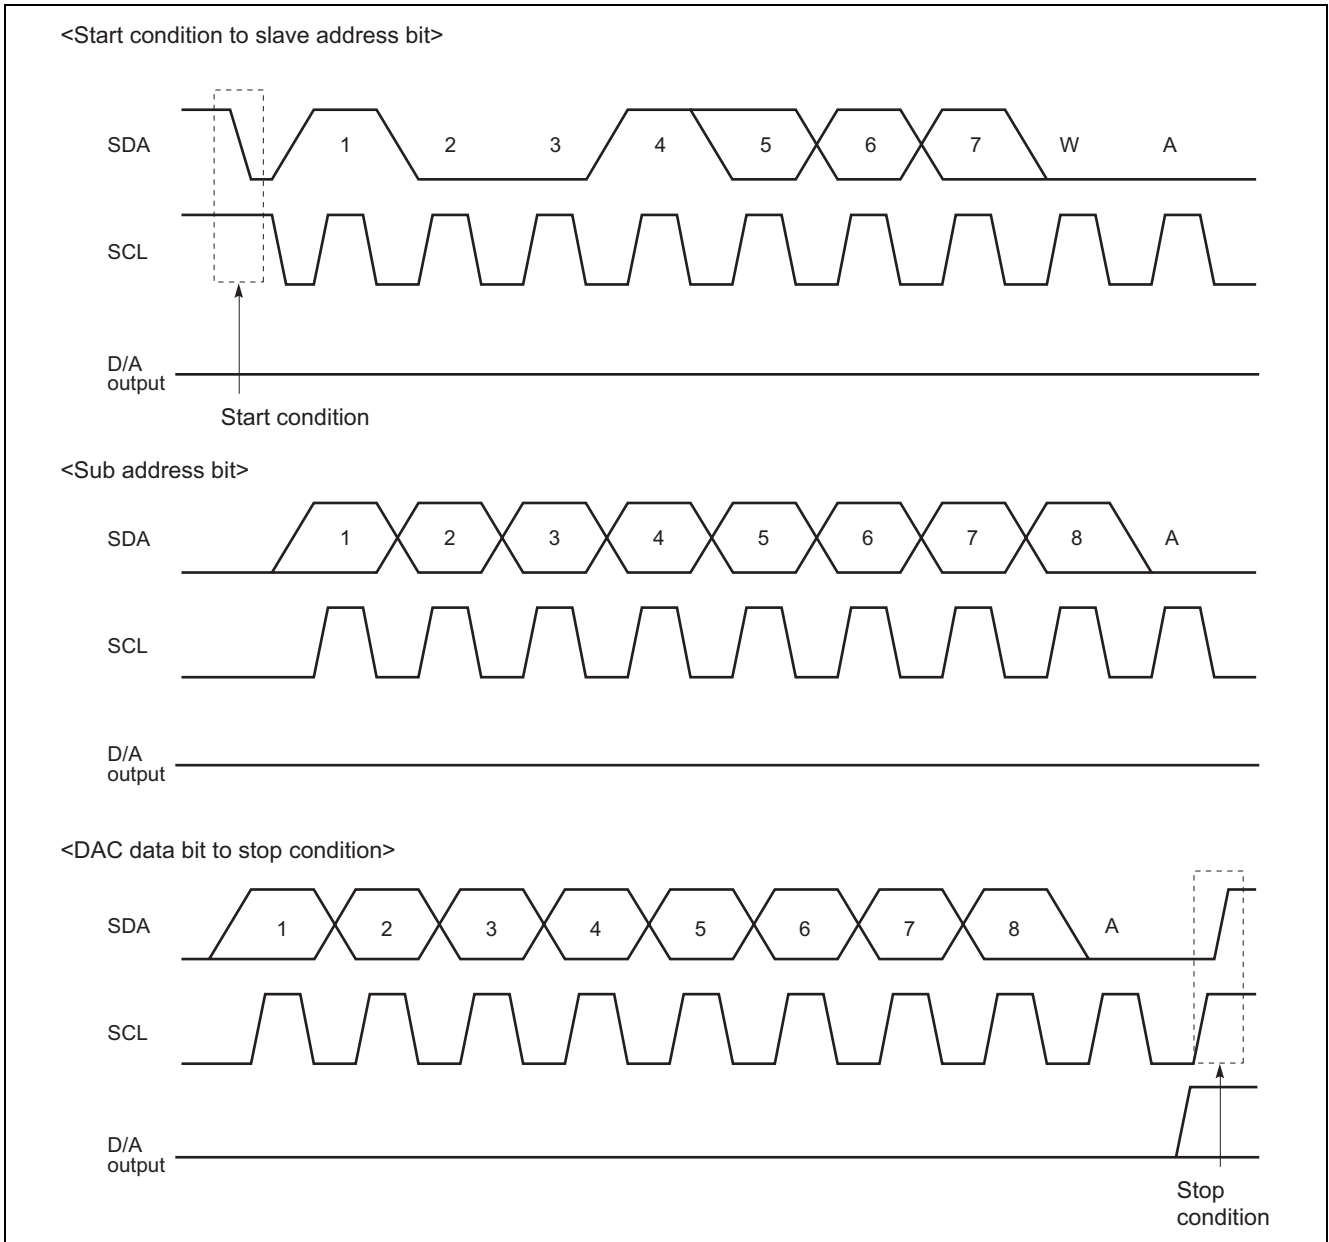 <Start condition to slave address bit>
SDA 1 2 3 4 5 6 7 W A
SCL
D/A
output
Start condition
<Sub address bit>
SDA 1 2 3 4 5 6 7 8 A
SCL
D/A
output
<DAC data bit to stop condition>
SDA 1 2 3 4 5 6 7 8 A
SCL
D/A
output
Stop
condition